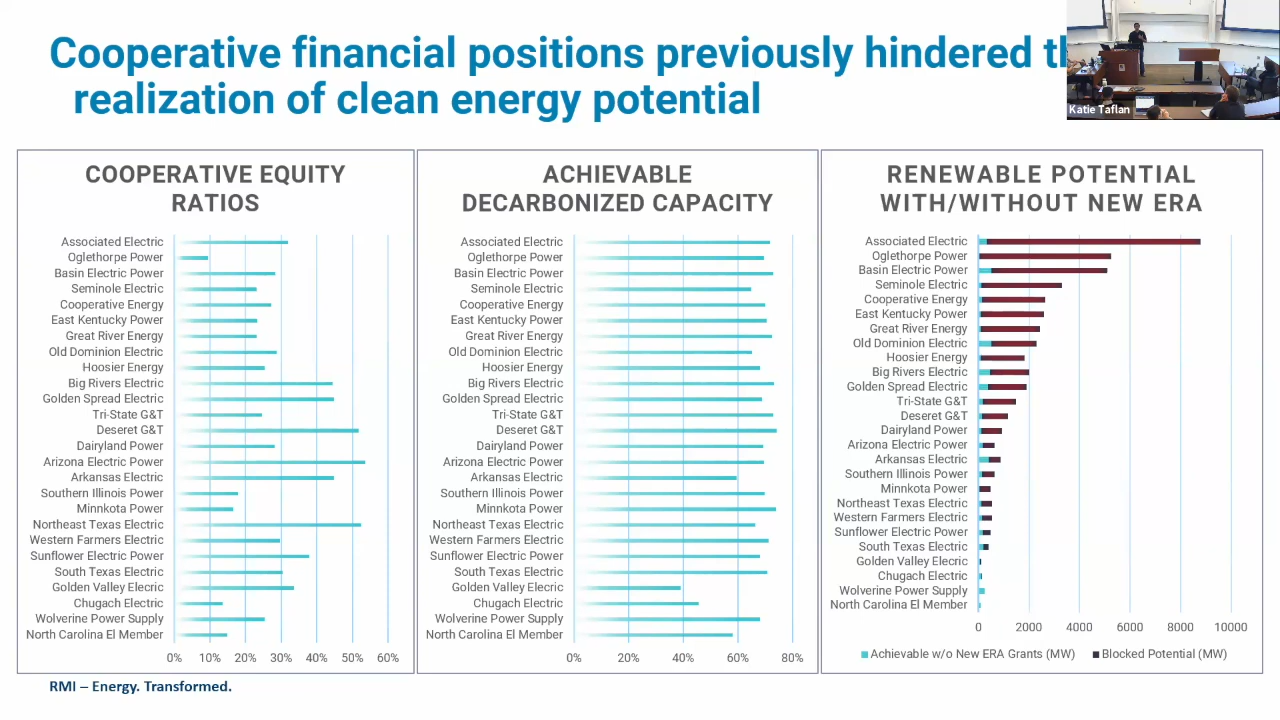 Cooperative financial positions previously hindered
realization of clean energy potential
Katie Taflan
COOPERATIVE EQUITY
RATIOS
Associated Electric
Oglethorpe Power
Basin Electric Power
Seminole Electric
Cooperative Energy
East Kentucky Power
Great River Energy
Old Dominion Electric
Hoosier Energy
Big Rivers Electric
Golden Spread Electric
Tri-State G&T
Deseret G&T
Dairyland Power
Arizona Electric Power
Arkansas Electric
Southern Illinois Power
Minnkota Power
Northeast Texas Electric
Western Farmers Electric
Sunflower Electric Power
South Texas Electric
Golden Valley Elecric
Chugach Electric
Wolverine Power Supply
North Carolina El Member
0% 10% 20% 30% 40% 50% 60%
ACHIEVABLE
DECARBONIZED CAPACITY
Associated Electric
Oglethorpe Power
Basin Electric Power
Seminole Electric
Cooperative Energy
East Kentucky Power
Great River Energy
Old Dominion Electric
Hoosier Energy
Big Rivers Electric
Golden Spread Electric
Tri-State G&T
Deseret G&T
Dairyland Power
Arizona Electric Power
Arkansas Electric
Southern Illinois Power
Minnkota Power
Northeast Texas Electric
Western Farmers Electric
Sunflower Electric Power
South Texas Electric
Golden Valley Elecric
Chugach Electric
Wolverine Power Supply
North Carolina El Member
0% 20% 40% 60% 80%
RENEWABLE POTENTIAL
WITH/WITHOUT NEW ERA
Associated Electric
Oglethorpe Power
Basin Electric Power
Seminole Electric
Cooperative Energy
East Kentucky Power
Great River Energy
Old Dominion Electric
Hoosier Energy
Big Rivers Electric
Golden Spread Electric
Tri-State G&T
Deseret G&T
Dairyland Power
Arizona Electric Power
Arkansas Electric
Southern Illinois Power
Minnkota Power
Northeast Texas Electric
Western Farmers Electric
Sunflower Electric Power
South Texas Electric
Golden Valley Elecric
Chugach Electric
Wolverine Power Supply
North Carolina El Member
0 2000 4000 6000 8000 10000
Achievable w/o New ERA Grants (MW) Blocked Potential (MW)
RMI – Energy. Transformed.